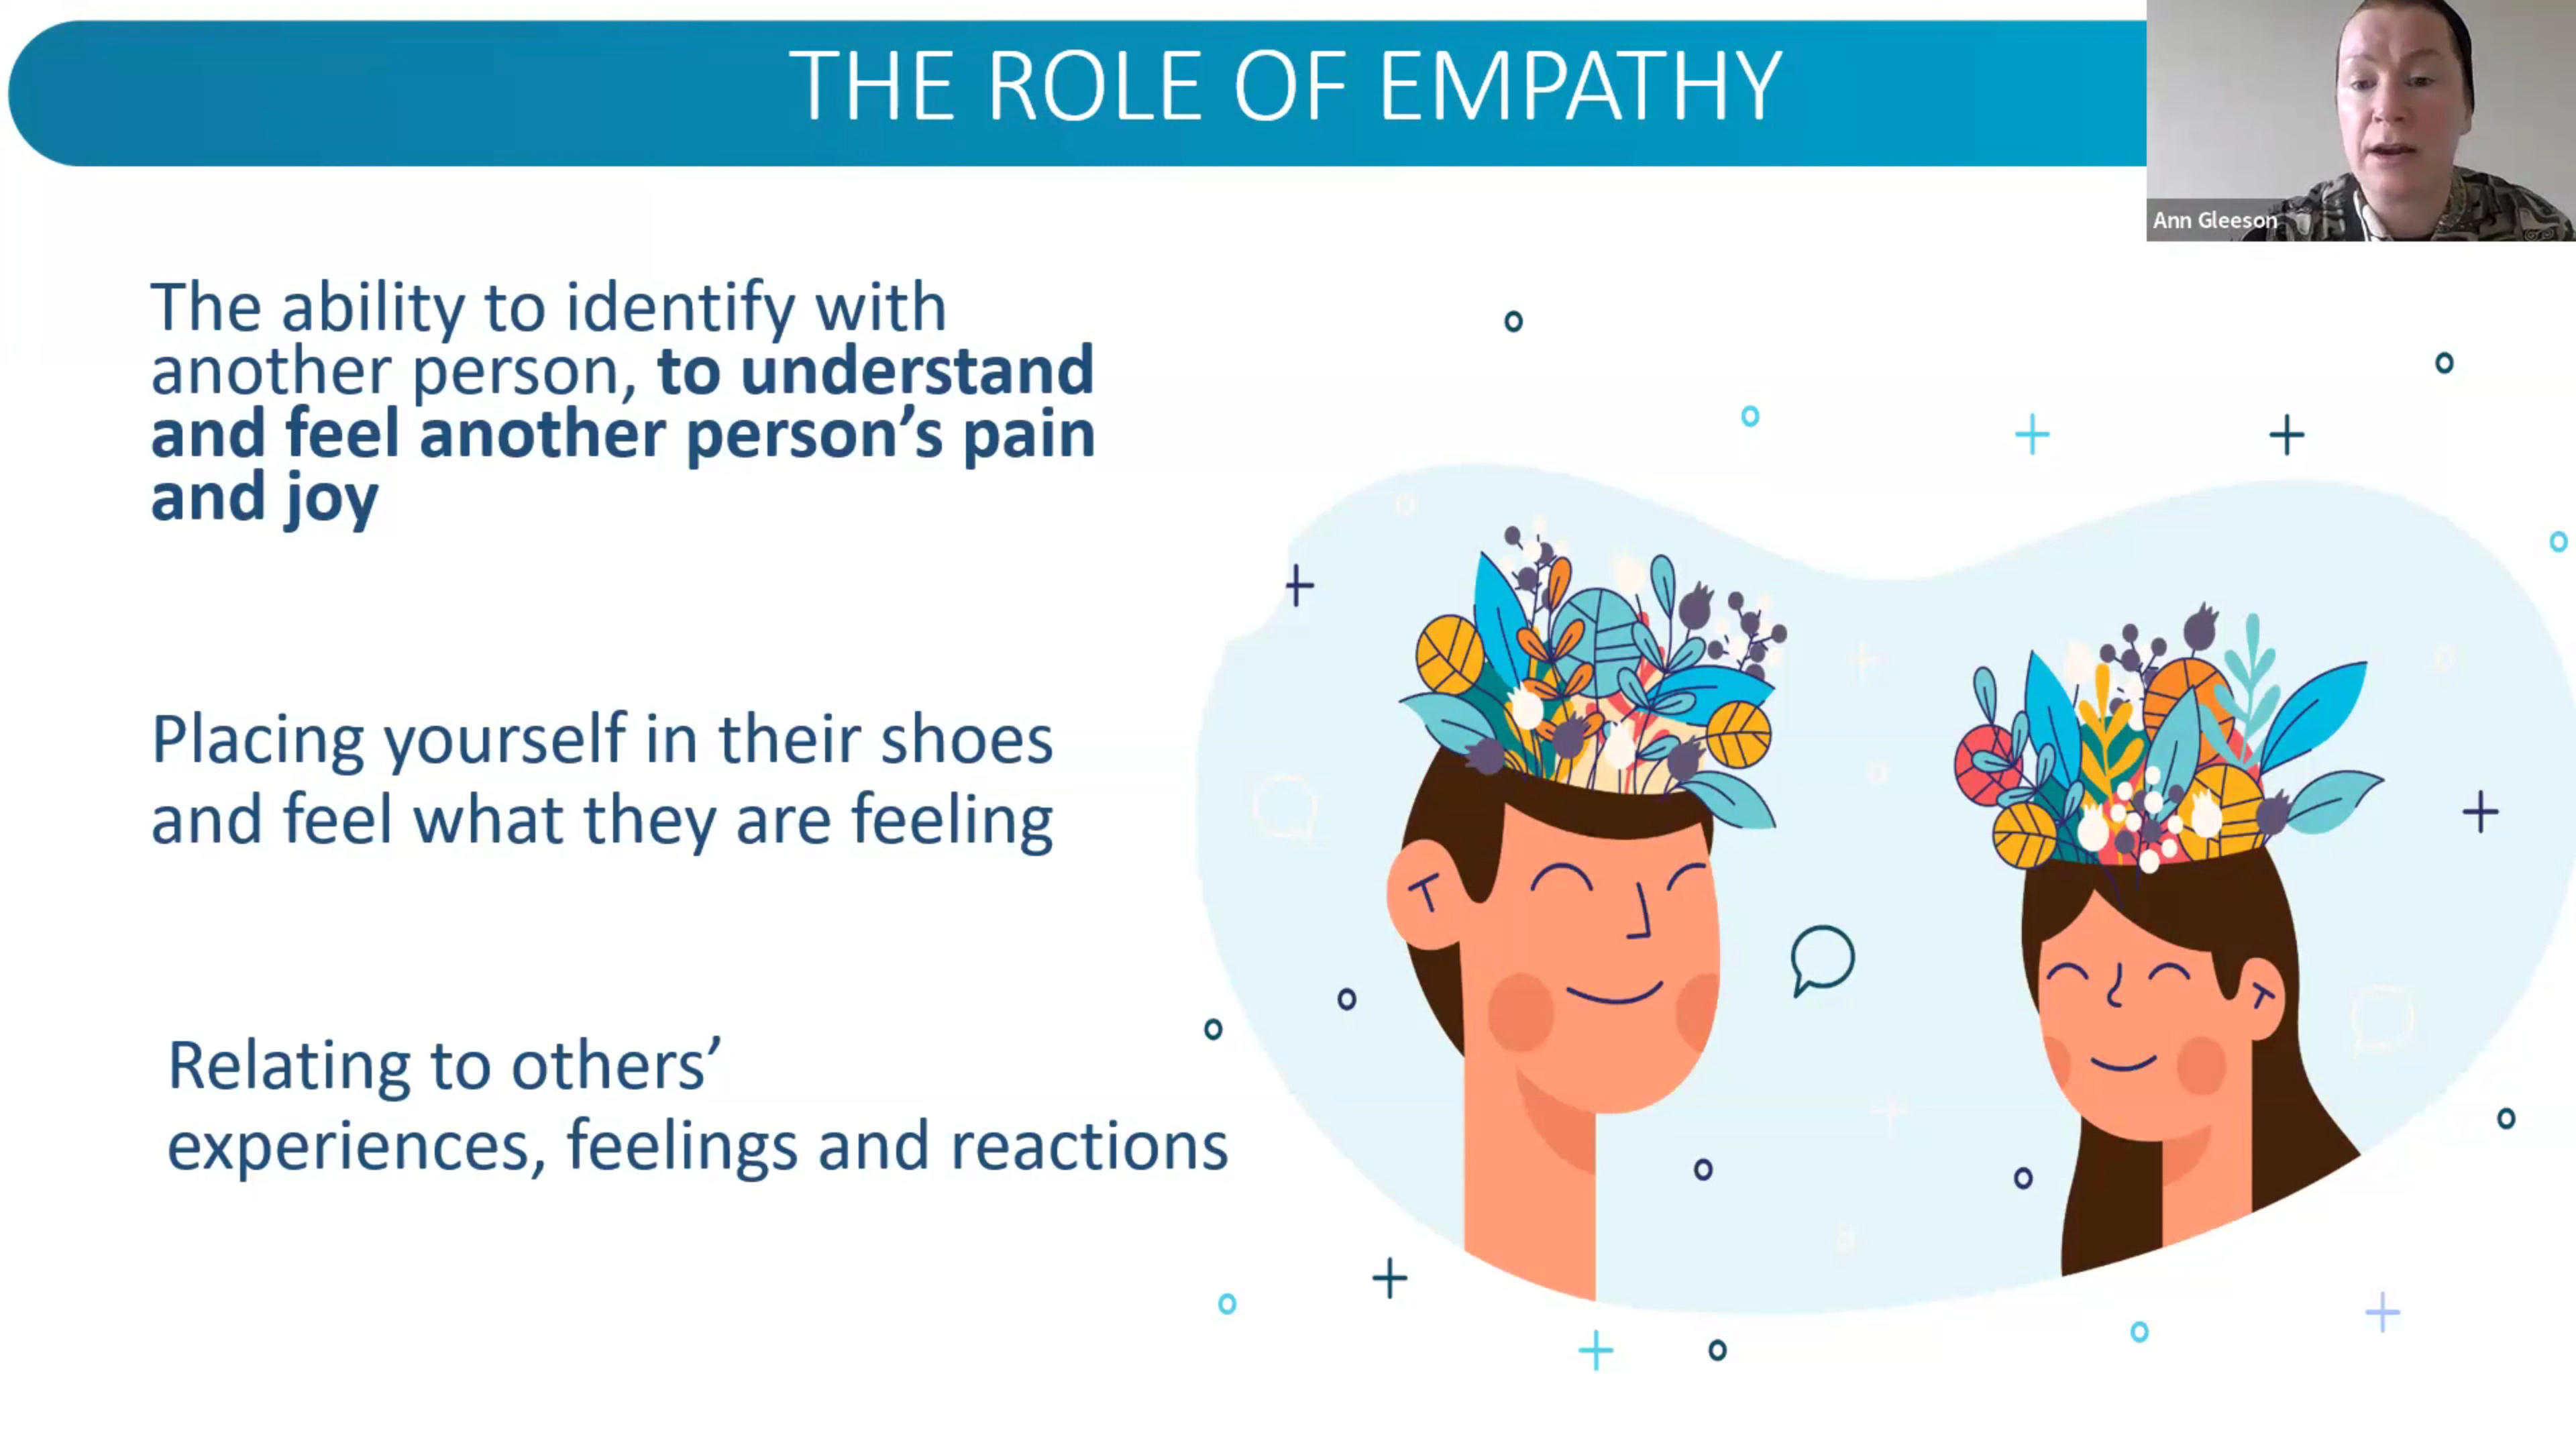 THE ROLE OF EMPATHY
Ann Gleeson
The ability to identify with
another person, to understand
and feel another person’s pain
and joy
Placing yourself in their shoes
and feel what they are feeling
Relating to others’
experiences, feelings and reactions